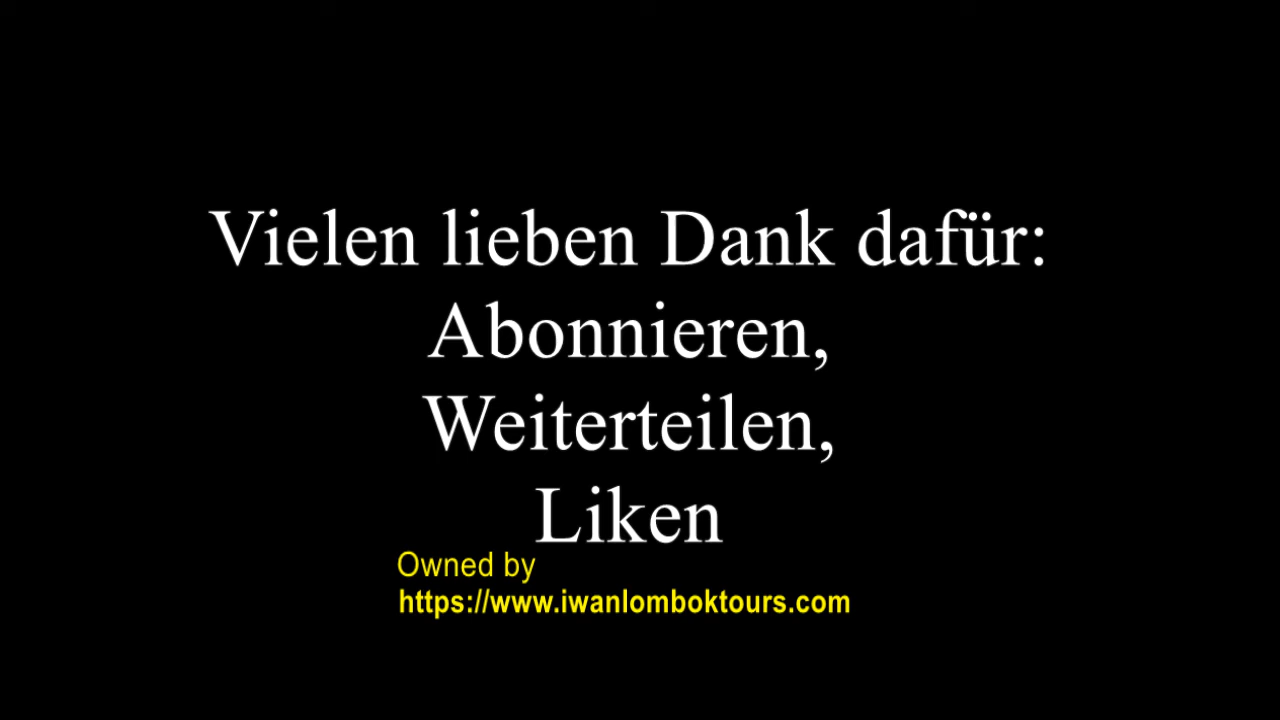 Vielen lieben Dank dafür:
Abonnieren,
Weiterteilen,
Liken
Owned by
https://www.iwanlomboktours.com